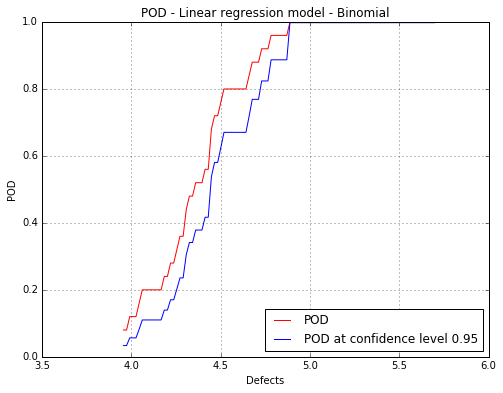 POD - Linear regression model - Binomial
1.0
0.8
0.6
0.4
0.2
0.0
POD
POD
POD at confidence level 0.95
3.5 4.0 4.5 5.0 5.5 6.0
Defects